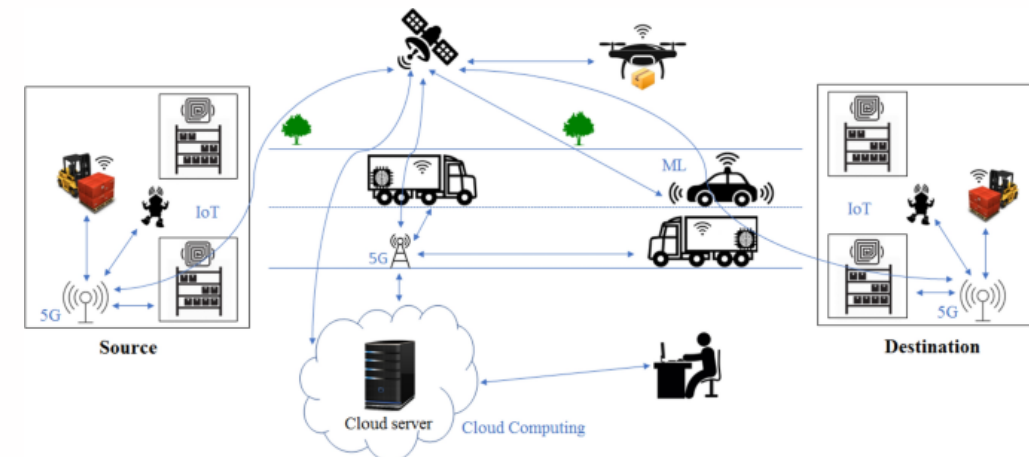 ML
IoT
IoT
5G
5G
5G
Source
Destination
Cloud server
Cloud Computing